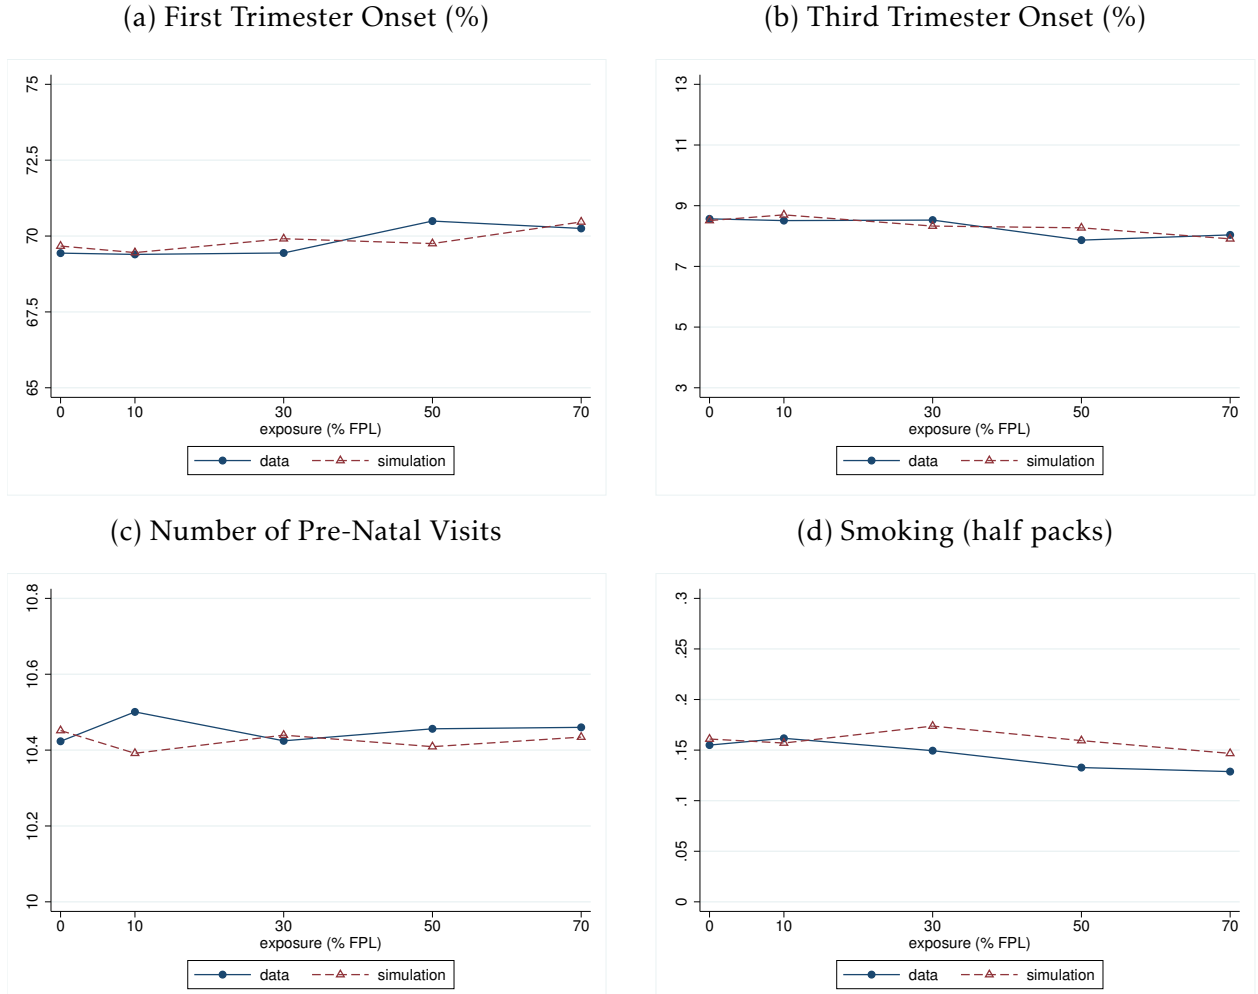 (a) First Trimester Onset (%)
75
72.5
70
67.5
65
0 10 30 50 70
exposure (% FPL)
data simulation
(b) Third Trimester Onset (%)
13
11
9
7
5
3
0 10 30 50 70
exposure (% FPL)
data simulation
(c) Number of Pre-Natal Visits
10.8
10.6
10.4
10.2
10
0 10 30 50 70
exposure (% FPL)
data simulation
(d) Smoking (half packs)
.3
.25
.2
.15
.1
.05
0
0 10 30 50 70
exposure (% FPL)
data simulation